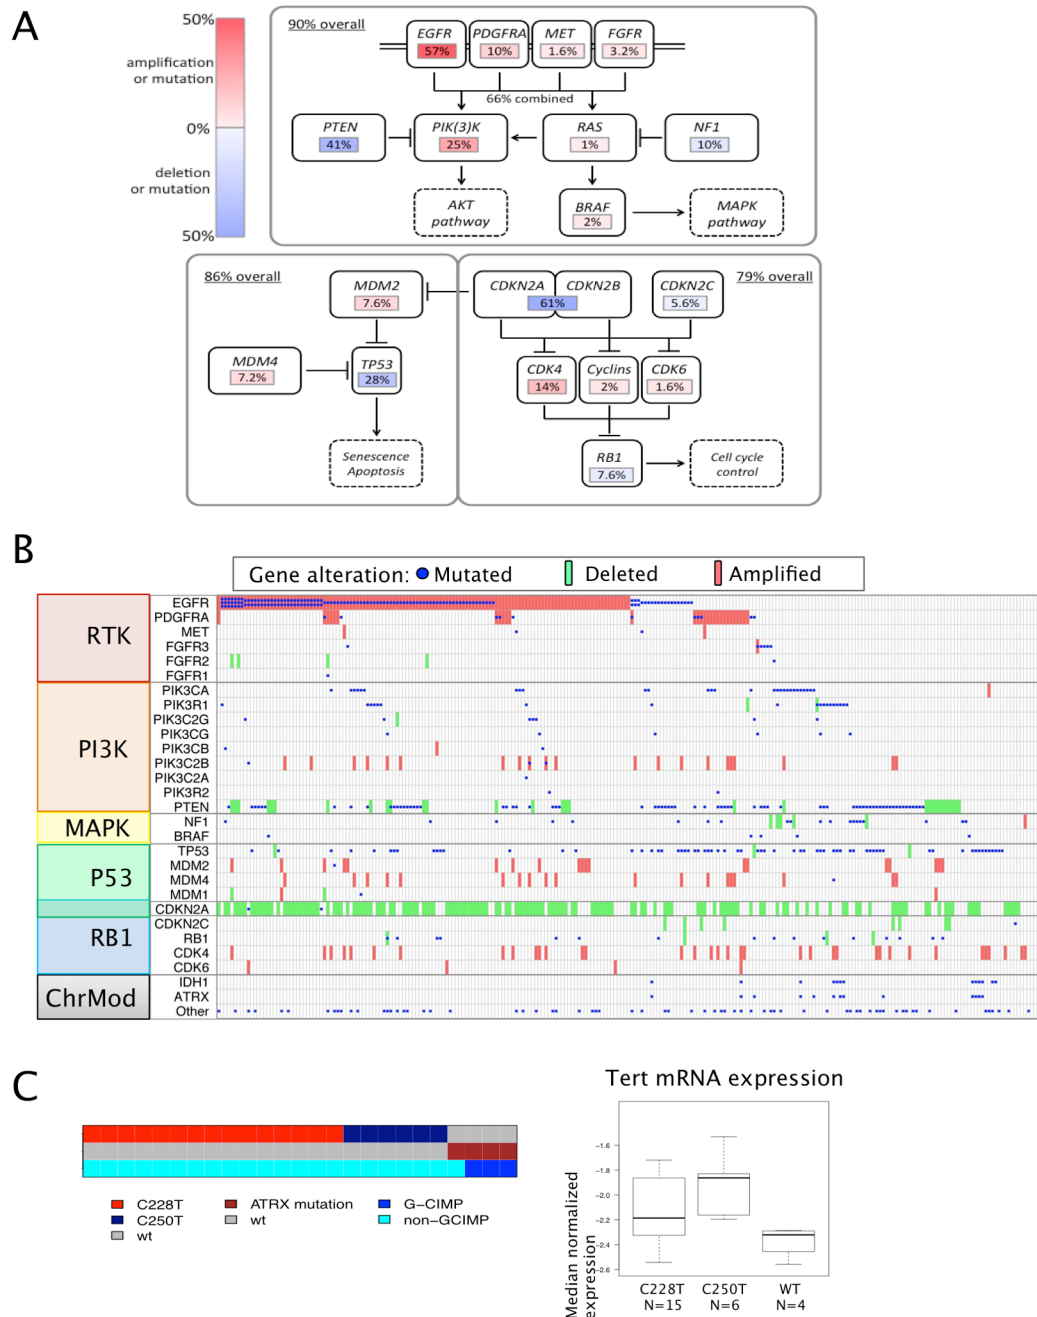 A
50%
amplification
or mutation
0%
deletion
or mutation
50%
90% overall
EGFR PDGFRA MET FGFR
57% 10% 1.6% 3.2%
66% combined
PTEN PIK(3)K RAS NF1
41% 25% 1% 10%
AKT
pathway
BRAF
2%
MAPK
pathway
86% overall
MDM2
7.6%
MDM4
7.2%
TP53
28%
Senescence
Apoptosis
79% overall
CDKN2A CDKN2B CDKN2C
61% 5.6%
CDK4 Cyclins CDK6
14% 2% 1.6%
RB1
7.6%
Cell cycle
control
B
Gene alteration: Mutated Deleted Amplified
RTK
EGFR
PDGFRA
MET
FGFR3
FGFR2
FGFR1
PI3K
PIK3CA
PIK3R1
PIK3C2G
PIK3CG
PIK3CB
PIK3C2B
PIK3C2A
PIK3R2
PTEN
MAPK
NF1
BRAF
P53
TP53
MDM2
MDM4
MDM1
CDKN2A
RB1
CDKN2C
RB1
CDK4
CDK6
ChrMod
IDH1
ATRX
Other
C
C228T
C250T
wt
ATRX mutation
wt
G-CIMP
non-GCIMP
Tert mRNA expression
Median normalized
expression
-1.6
-1.8
-2.0
-2.2
-2.4
-2.6
C228T C250T WT
N=15 N=6 N=4